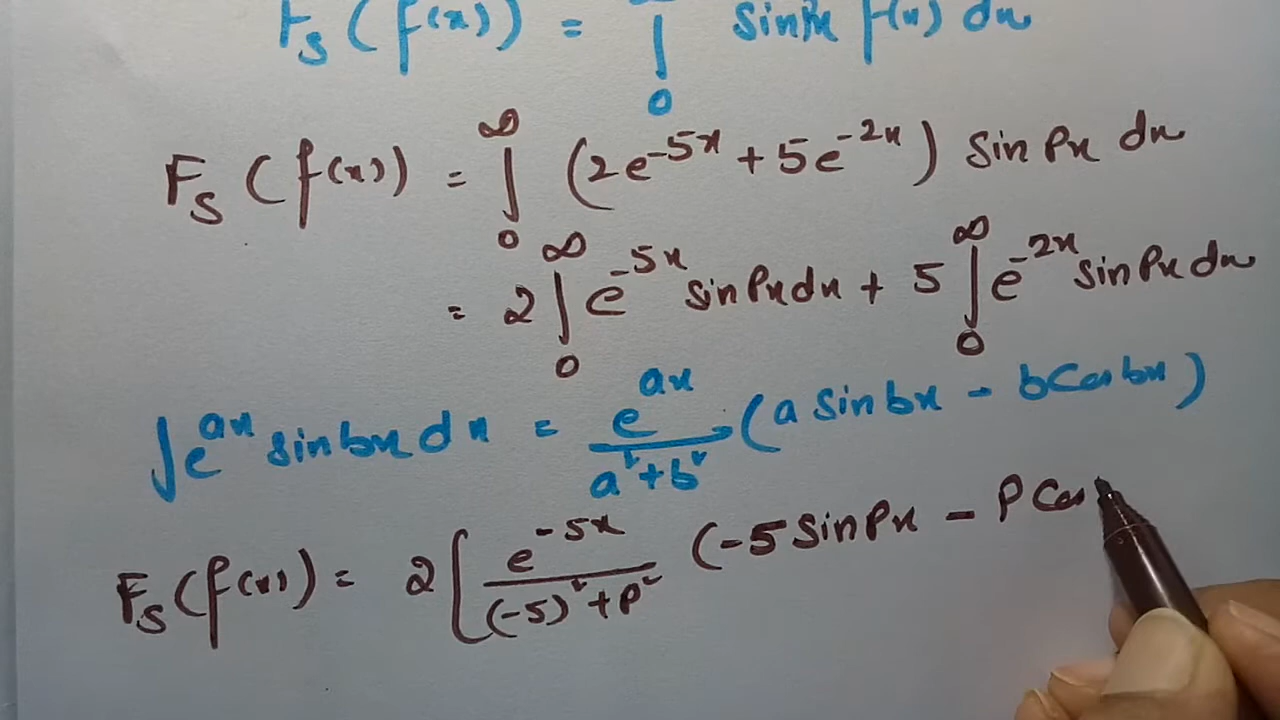 Fs(f(x)) = ∫₀ sin px f(x) dx
Fs(f(x)) = ∫₀^∞ (2e^-5x + 5e^-2x) sin Px dx
= 2 ∫₀^∞ e^-5x sin Px dx + 5 ∫₀^∞ e^-2x sin Px dx
∫e^ax sin bx dx = e^ax/(a²+b²) (a sin bx - b Cos bx)
Fs(f(x)) = 2[e^-5x/((-5)²+P²) (-5 sin Px - P Cos